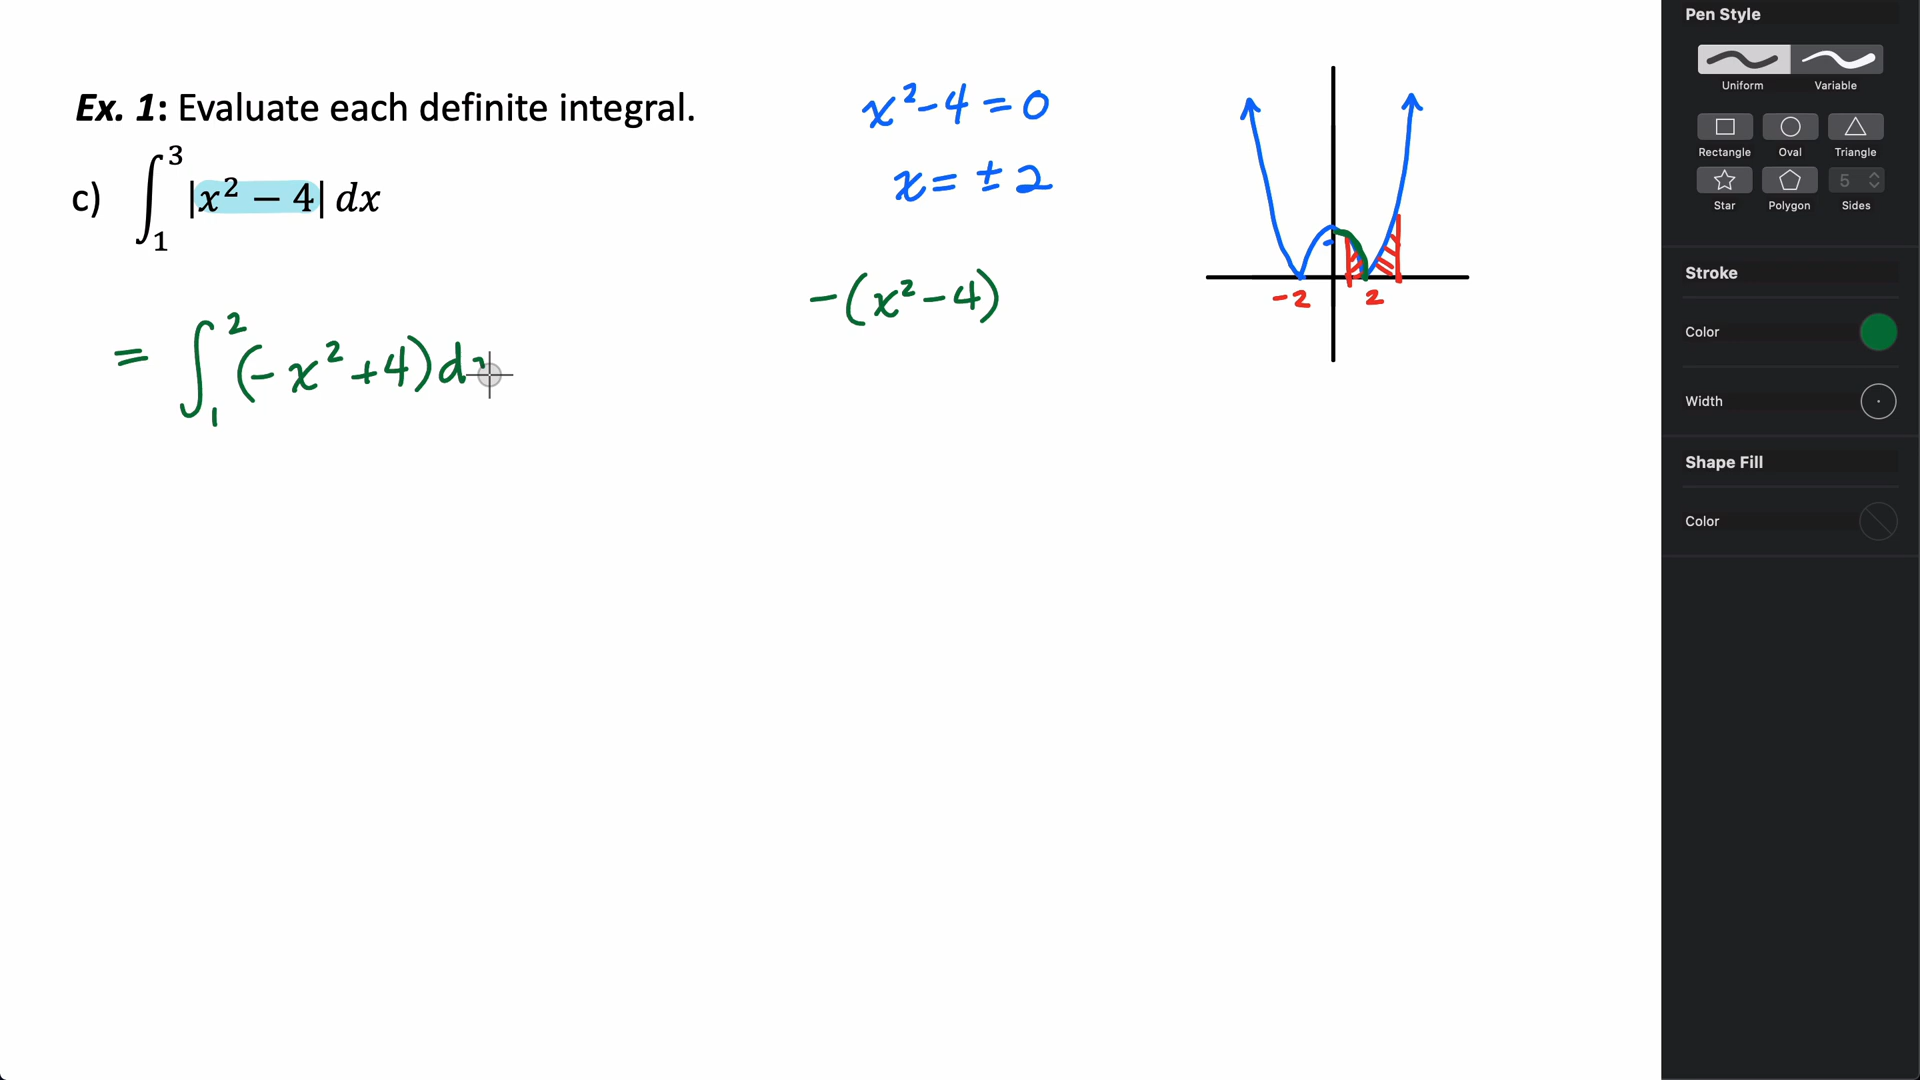 Ex. 1: Evaluate each definite integral.
c) ∫₁³ |x² − 4| dx
= ∫₁² (−x² + 4) dx
x² − 4 = 0
x = ± 2
−(x² − 4)
−2 2
Pen Style
Uniform Variable
Rectangle Oval Triangle
5
Star Polygon Sides
Stroke
Color
Width
Shape Fill
Color